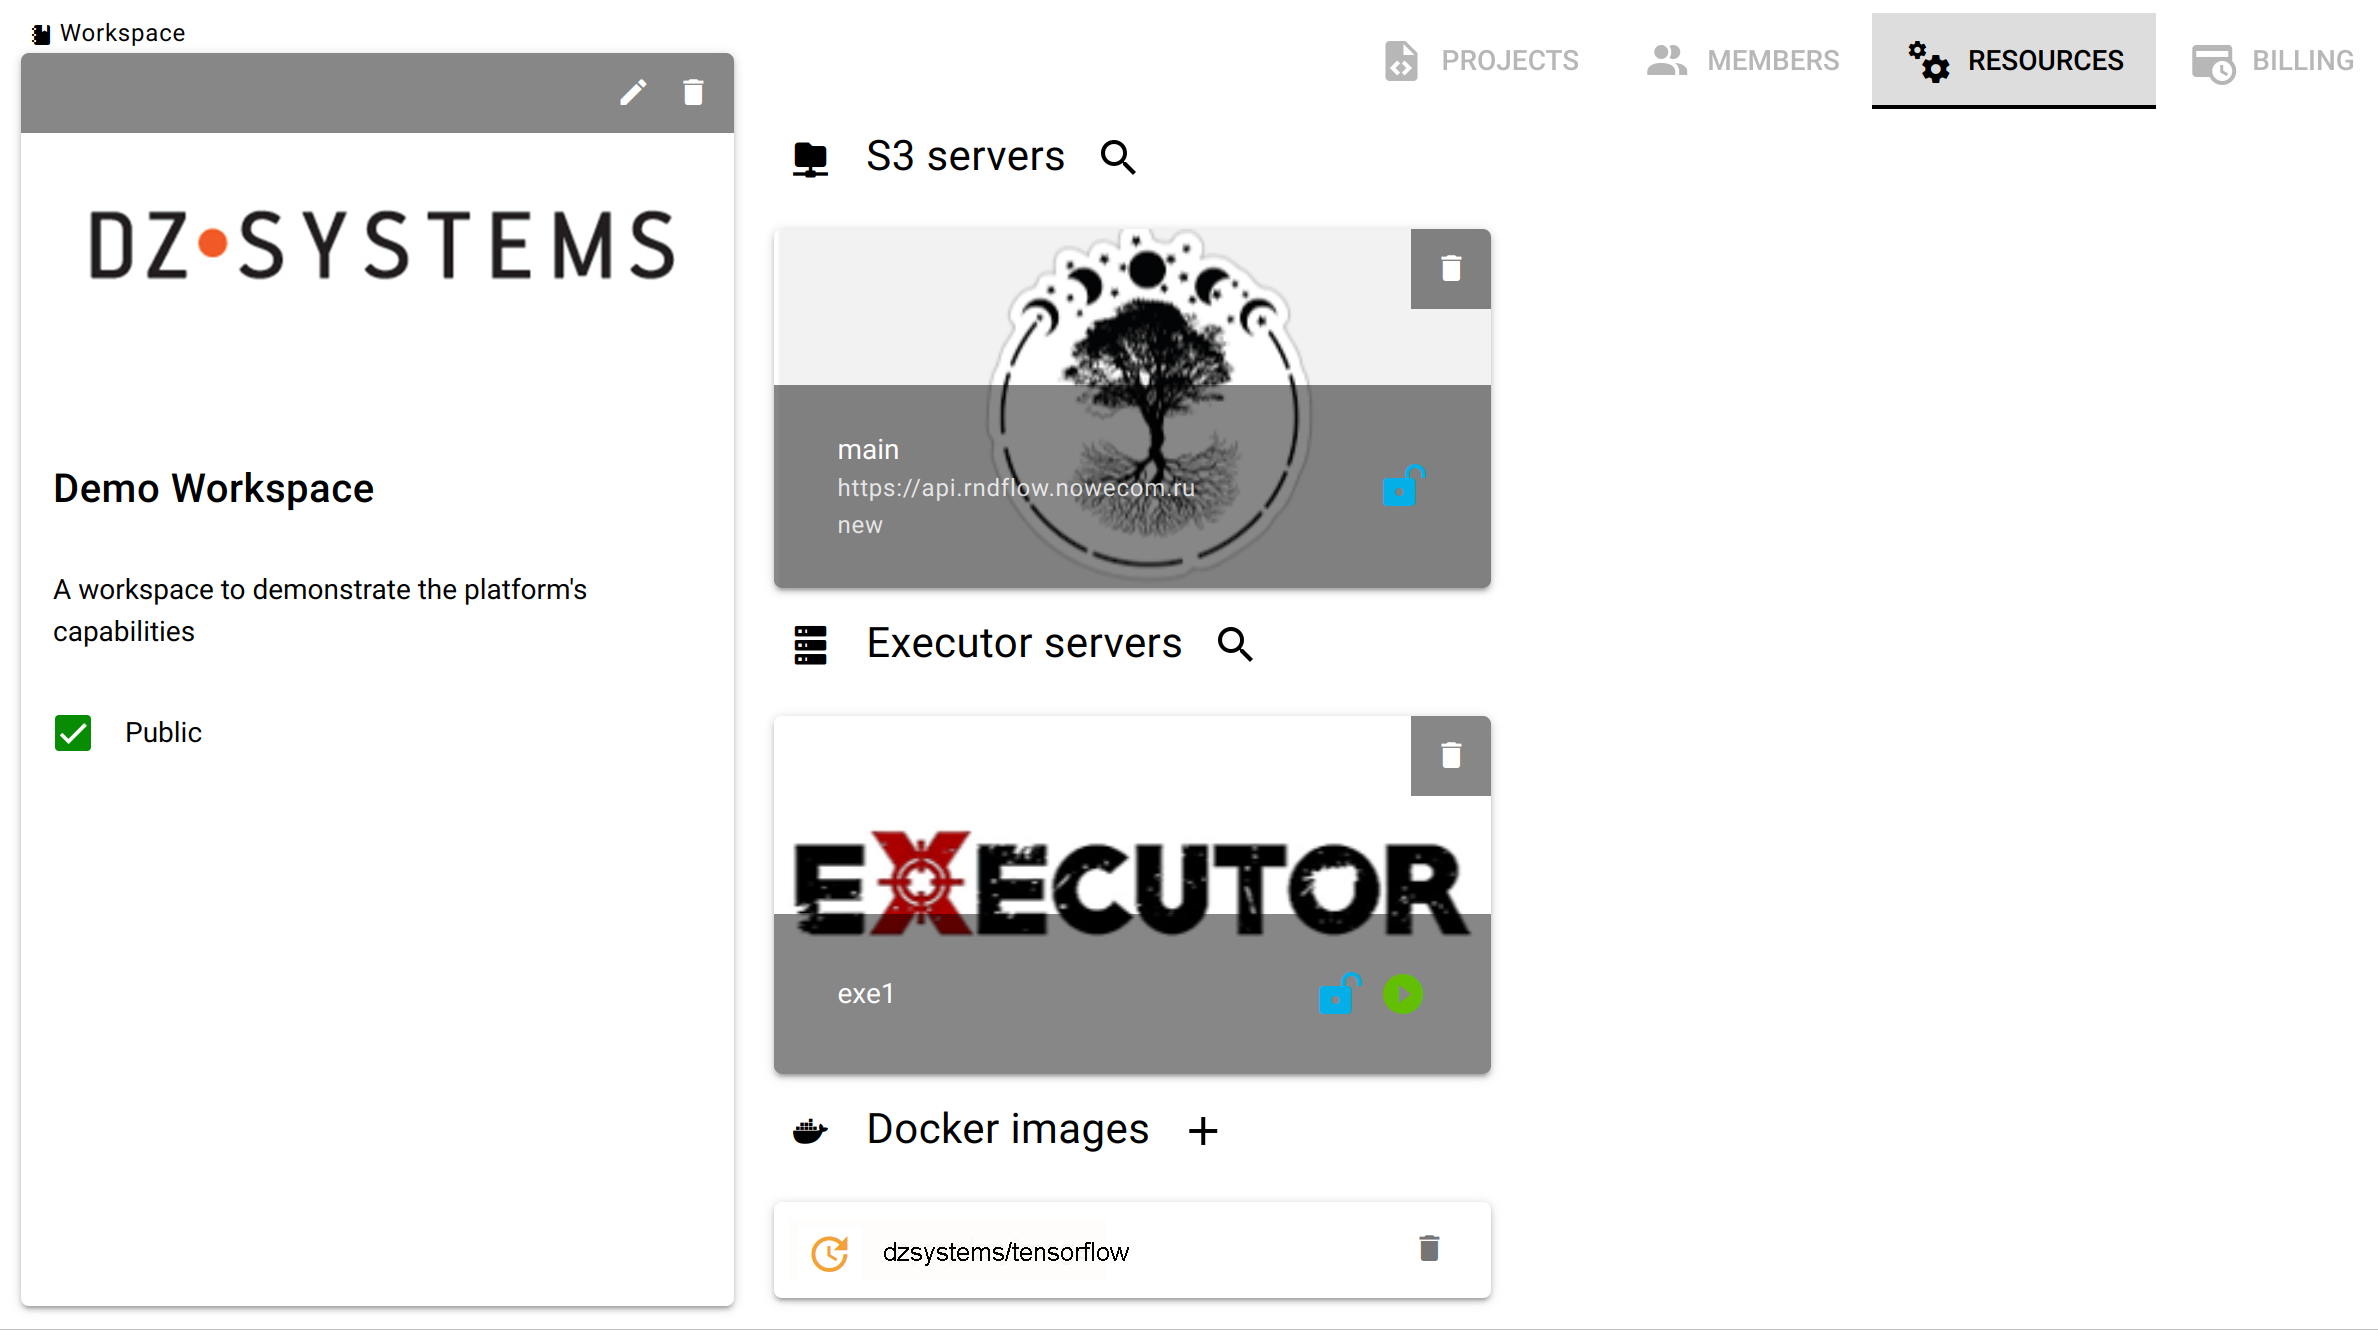 Workspace
DZ•SYSTEMS
Demo Workspace
A workspace to demonstrate the platform's
capabilities
Public
PROJECTS
MEMBERS
RESOURCES
BILLING
S3 servers
main
https://api.rndflow.nowecom.ru
new
Executor servers
EXECUTOR
exe1
Docker images
dzsystems/tensorflow